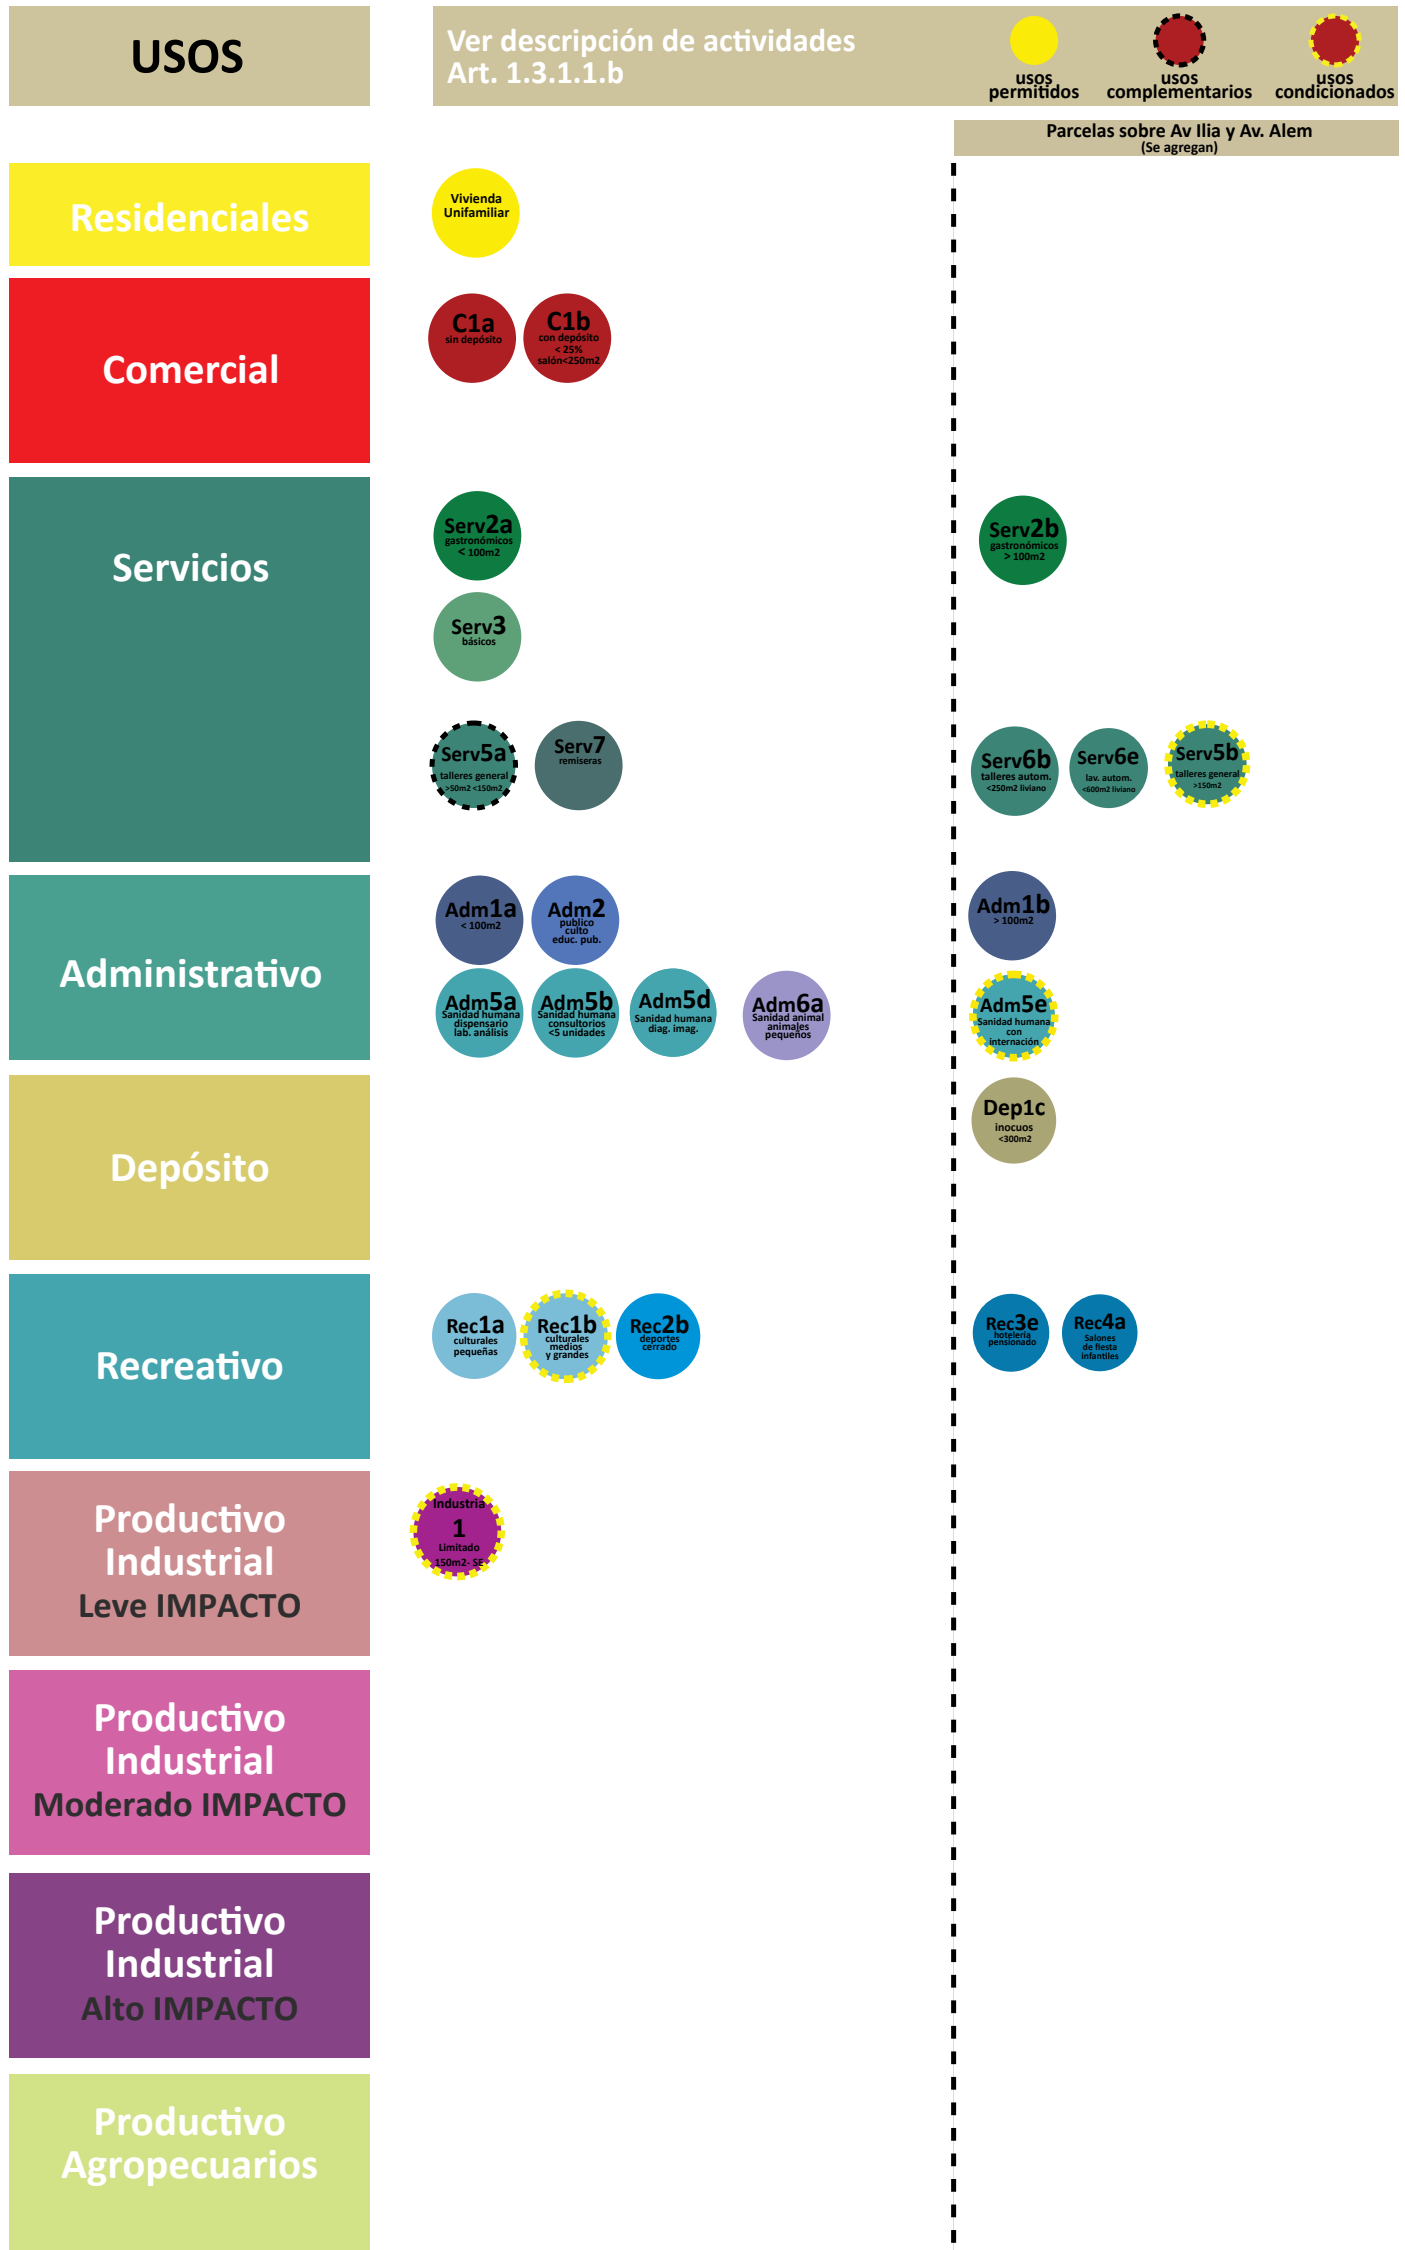 USOS
Ver descripción de actividades
Art. 1.3.1.1.b
usos
permitidos
usos
complementarios
usos
condicionados
Parcelas sobre Av Ilia y Av. Alem
(Se agregan)
Residenciales
Vivienda
Unifamiliar
Comercial
C1a
sin depósito
C1b
con depósito
< 25%
salón<250m2
Servicios
Serv2a
gastronómicos
< 100m2
Serv2b
gastronómicos
> 100m2
Serv3
básicos
Serv5a
talleres general
>50m2 <150m2
Serv7
remiseras
Serv6b
talleres autom.
<250m2 liviano
Serv6e
lav. autom.
<600m2 liviano
Serv5b
talleres general
>150m2
Administrativo
Adm1a
< 100m2
Adm2
publico
culto
educ. pub.
Adm1b
> 100m2
Adm5a
Sanidad humana
dispensario
lab. análisis
Adm5b
Sanidad humana
consultorios
<5 unidades
Adm5d
Sanidad humana
diag. imag.
Adm6a
Sanidad animal
animales
pequeños
Adm5e
Sanidad humana
con
internación
Depósito
Dep1c
inocuos
<300m2
Recreativo
Rec1a
culturales
pequeñas
Rec1b
culturales
medios
y grandes
Rec2b
deportes
cerrado
Rec3e
hotelería
pensionado
Rec4a
Salones
de fiesta
infantiles
Productivo
Industrial
Leve IMPACTO
Industria
1
Limitado
150m2- SE
Productivo
Industrial
Moderado IMPACTO
Productivo
Industrial
Alto IMPACTO
Productivo
Agropecuarios